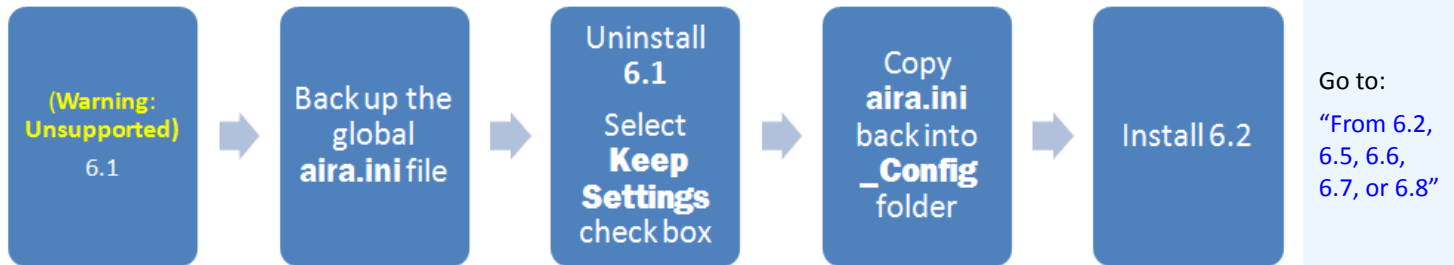 (Warning:
Unsupported)
6.1
Back up the
global
aira.ini file
Uninstall
6.1
Select
Keep
Settings
check box
Copy
aira.ini
back into
_Config
folder
Install 6.2
Go to:
“From 6.2,
6.5, 6.6,
6.7, or 6.8”